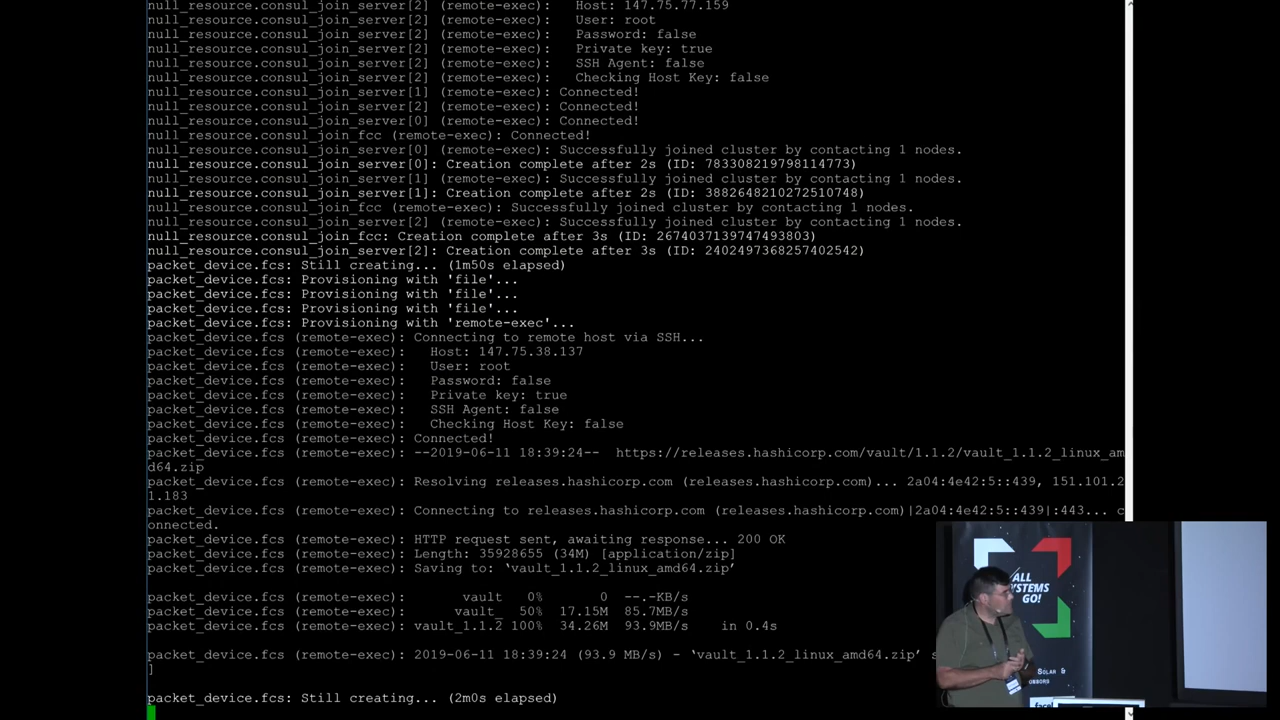 null_resource.consul_join_server[2] (remote-exec):   Host: 147.75.77.159
null_resource.consul_join_server[2] (remote-exec):   User: root
null_resource.consul_join_server[2] (remote-exec):   Password: false
null_resource.consul_join_server[2] (remote-exec):   Private key: true
null_resource.consul_join_server[2] (remote-exec):   SSH Agent: false
null_resource.consul_join_server[2] (remote-exec):   Checking Host Key: false
null_resource.consul_join_server[1] (remote-exec): Connected!
null_resource.consul_join_server[2] (remote-exec): Connected!
null_resource.consul_join_server[0] (remote-exec): Connected!
null_resource.consul_join_fcc (remote-exec): Connected!
null_resource.consul_join_server[0] (remote-exec): Successfully joined cluster by contacting 1 nodes.
null_resource.consul_join_server[0]: Creation complete after 2s (ID: 783308219798114773)
null_resource.consul_join_server[1] (remote-exec): Successfully joined cluster by contacting 1 nodes.
null_resource.consul_join_server[1]: Creation complete after 2s (ID: 3882648210272510748)
null_resource.consul_join_fcc (remote-exec): Successfully joined cluster by contacting 1 nodes.
null_resource.consul_join_server[2] (remote-exec): Successfully joined cluster by contacting 1 nodes.
null_resource.consul_join_fcc: Creation complete after 3s (ID: 2674037139747493803)
null_resource.consul_join_server[2]: Creation complete after 3s (ID: 2402497368257402542)
packet_device.fcs: Still creating... (1m50s elapsed)
packet_device.fcs: Provisioning with 'file'...
packet_device.fcs: Provisioning with 'file'...
packet_device.fcs: Provisioning with 'file'...
packet_device.fcs: Provisioning with 'remote-exec'...
packet_device.fcs (remote-exec): Connecting to remote host via SSH...
packet_device.fcs (remote-exec):   Host: 147.75.38.137
packet_device.fcs (remote-exec):   User: root
packet_device.fcs (remote-exec):   Password: false
packet_device.fcs (remote-exec):   Private key: true
packet_device.fcs (remote-exec):   SSH Agent: false
packet_device.fcs (remote-exec):   Checking Host Key: false
packet_device.fcs (remote-exec): Connected!
packet_device.fcs (remote-exec): --2019-06-11 18:39:24--  https://releases.hashicorp.com/vault/1.1.2/vault_1.1.2_linux_am
d64.zip
packet_device.fcs (remote-exec): Resolving releases.hashicorp.com (releases.hashicorp.com)... 2a04:4e42:5::439, 151.101.2
1.183
packet_device.fcs (remote-exec): Connecting to releases.hashicorp.com (releases.hashicorp.com)|2a04:4e42:5::439|:443... c
onnected.
packet_device.fcs (remote-exec): HTTP request sent, awaiting response... 200 OK
packet_device.fcs (remote-exec): Length: 35928655 (34M) [application/zip]
packet_device.fcs (remote-exec): Saving to: ‘vault_1.1.2_linux_amd64.zip’
packet_device.fcs (remote-exec):       vault   0%       0  --.-KB/s
packet_device.fcs (remote-exec):      vault_  50%  17.15M  85.7MB/s
packet_device.fcs (remote-exec): vault_1.1.2 100%  34.26M  93.9MB/s    in 0.4s
packet_device.fcs (remote-exec): 2019-06-11 18:39:24 (93.9 MB/s) - ‘vault_1.1.2_linux_amd64.zip’ s
]
packet_device.fcs: Still creating... (2m0s elapsed)
ALL
SYSTEMS
GO!
SOLAR &